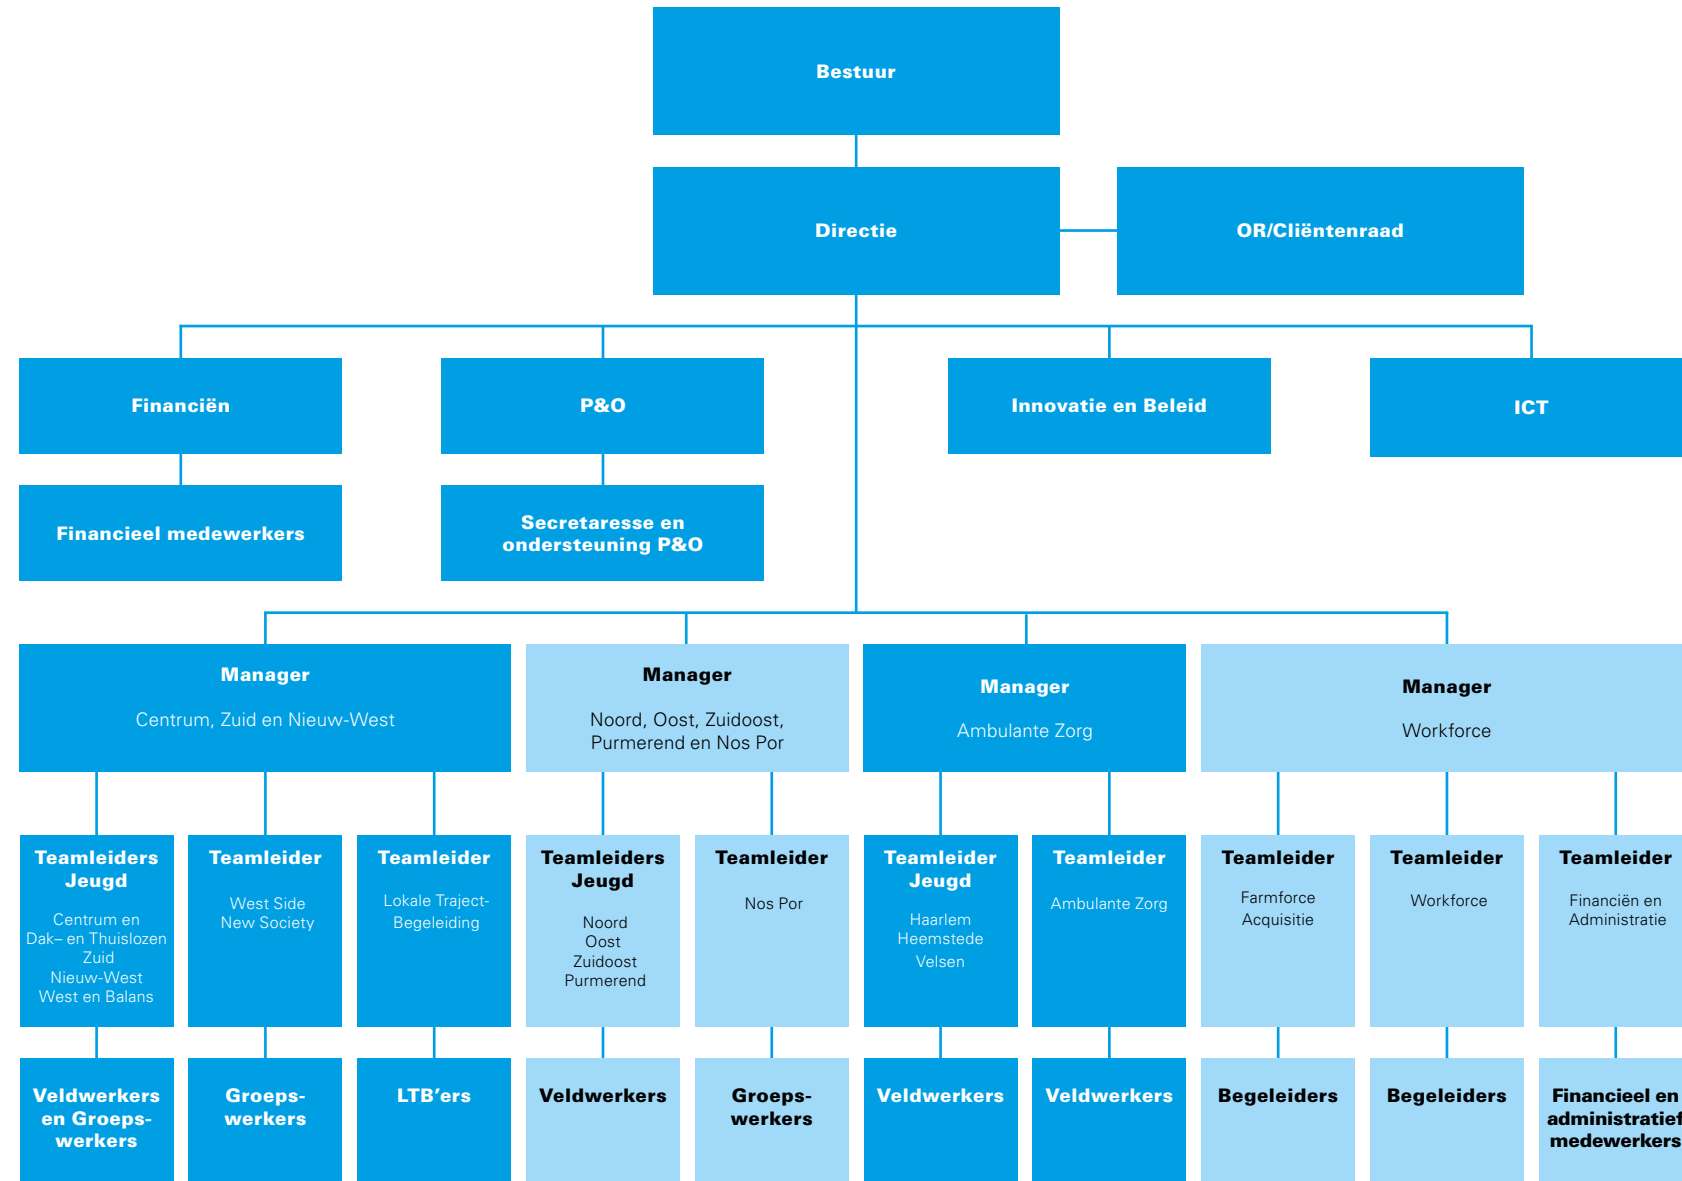 Bestuur
Directie
OR/Cliëntenraad
Financiën
P&O
Innovatie en Beleid
ICT
Financieel medewerkers
Secretaresse en
ondersteuning P&O
Manager
Centrum, Zuid en Nieuw-West
Manager
Noord, Oost, Zuidoost,
Purmerend en Nos Por
Manager
Ambulante Zorg
Manager
Workforce
Teamleiders
Jeugd
Centrum en
Dak– en Thuislozen
Zuid
Nieuw-West
West en Balans
Teamleider
West Side
New Society
Teamleider
Lokale Traject-
Begeleiding
Teamleiders
Jeugd
Noord
Oost
Zuidoost
Purmerend
Teamleider
Nos Por
Teamleider
Jeugd
Haarlem
Heemstede
Velsen
Teamleider
Ambulante Zorg
Teamleider
Farmforce
Acquisitie
Teamleider
Workforce
Teamleider
Financiën en
Administratie
Veldwerkers
en Groeps-
werkers
Groeps-
werkers
LTB'ers
Veldwerkers
Groeps-
werkers
Veldwerkers
Veldwerkers
Begeleiders
Begeleiders
Financieel en
administratief
medewerkers